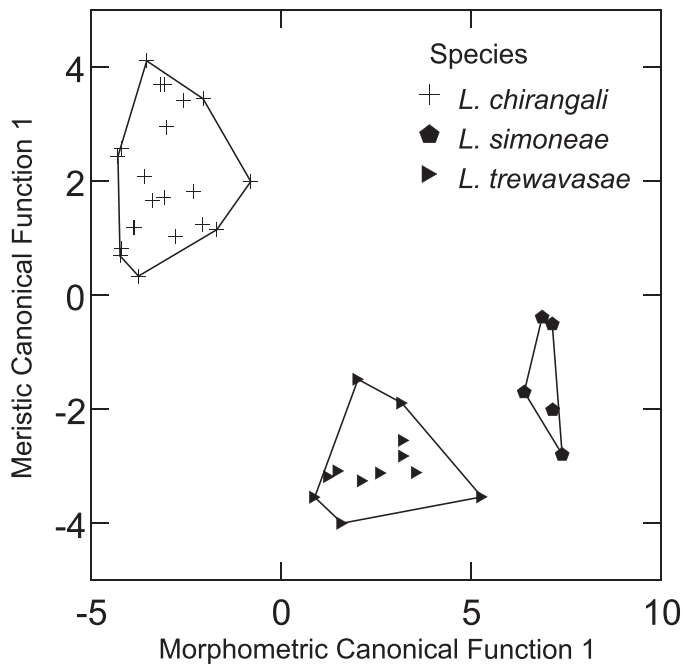 Species
L. chirangali
L. simoneae
L. trewavasae
Meristic Canonical Function 1
4
2
0
-2
-4
-5 0 5 10
Morphometric Canonical Function 1